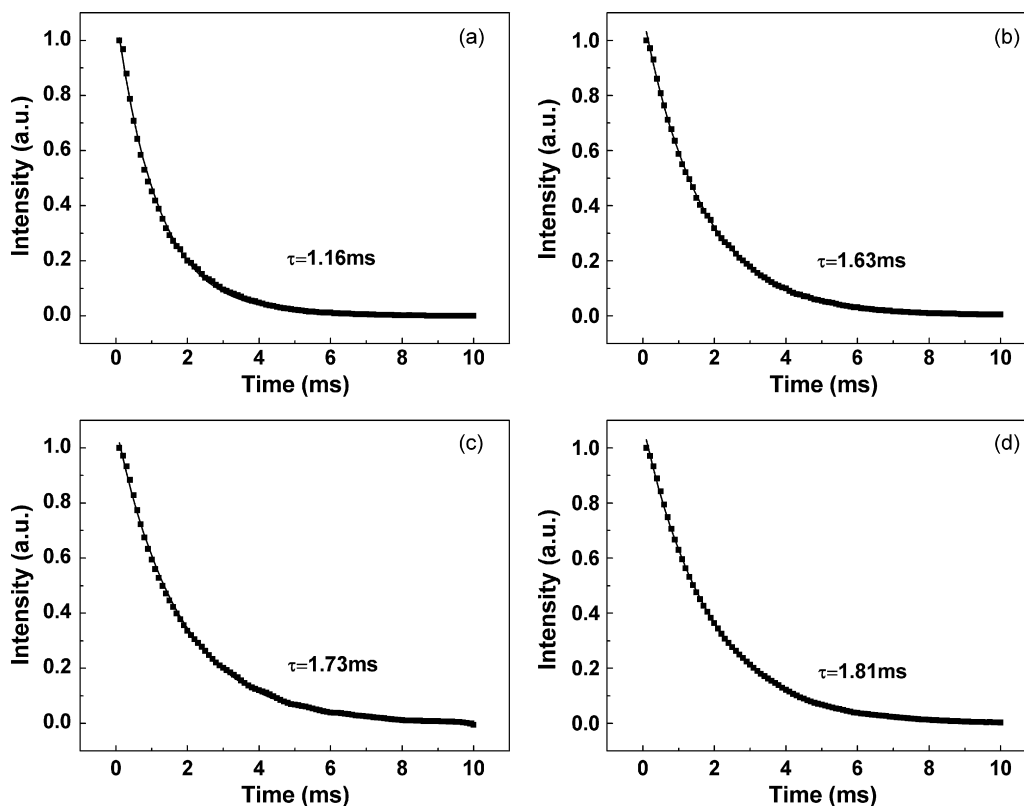 (a)
Intensity (a.u.)
1.0
0.8
0.6
0.4
0.2
0.0
τ=1.16ms
0 2 4 6 8 10
Time (ms)
(b)
Intensity (a.u.)
1.0
0.8
0.6
0.4
0.2
0.0
τ=1.63ms
0 2 4 6 8 10
Time (ms)
(c)
Intensity (a.u.)
1.0
0.8
0.6
0.4
0.2
0.0
τ=1.73ms
0 2 4 6 8 10
Time (ms)
(d)
Intensity (a.u.)
1.0
0.8
0.6
0.4
0.2
0.0
τ=1.81ms
0 2 4 6 8 10
Time (ms)